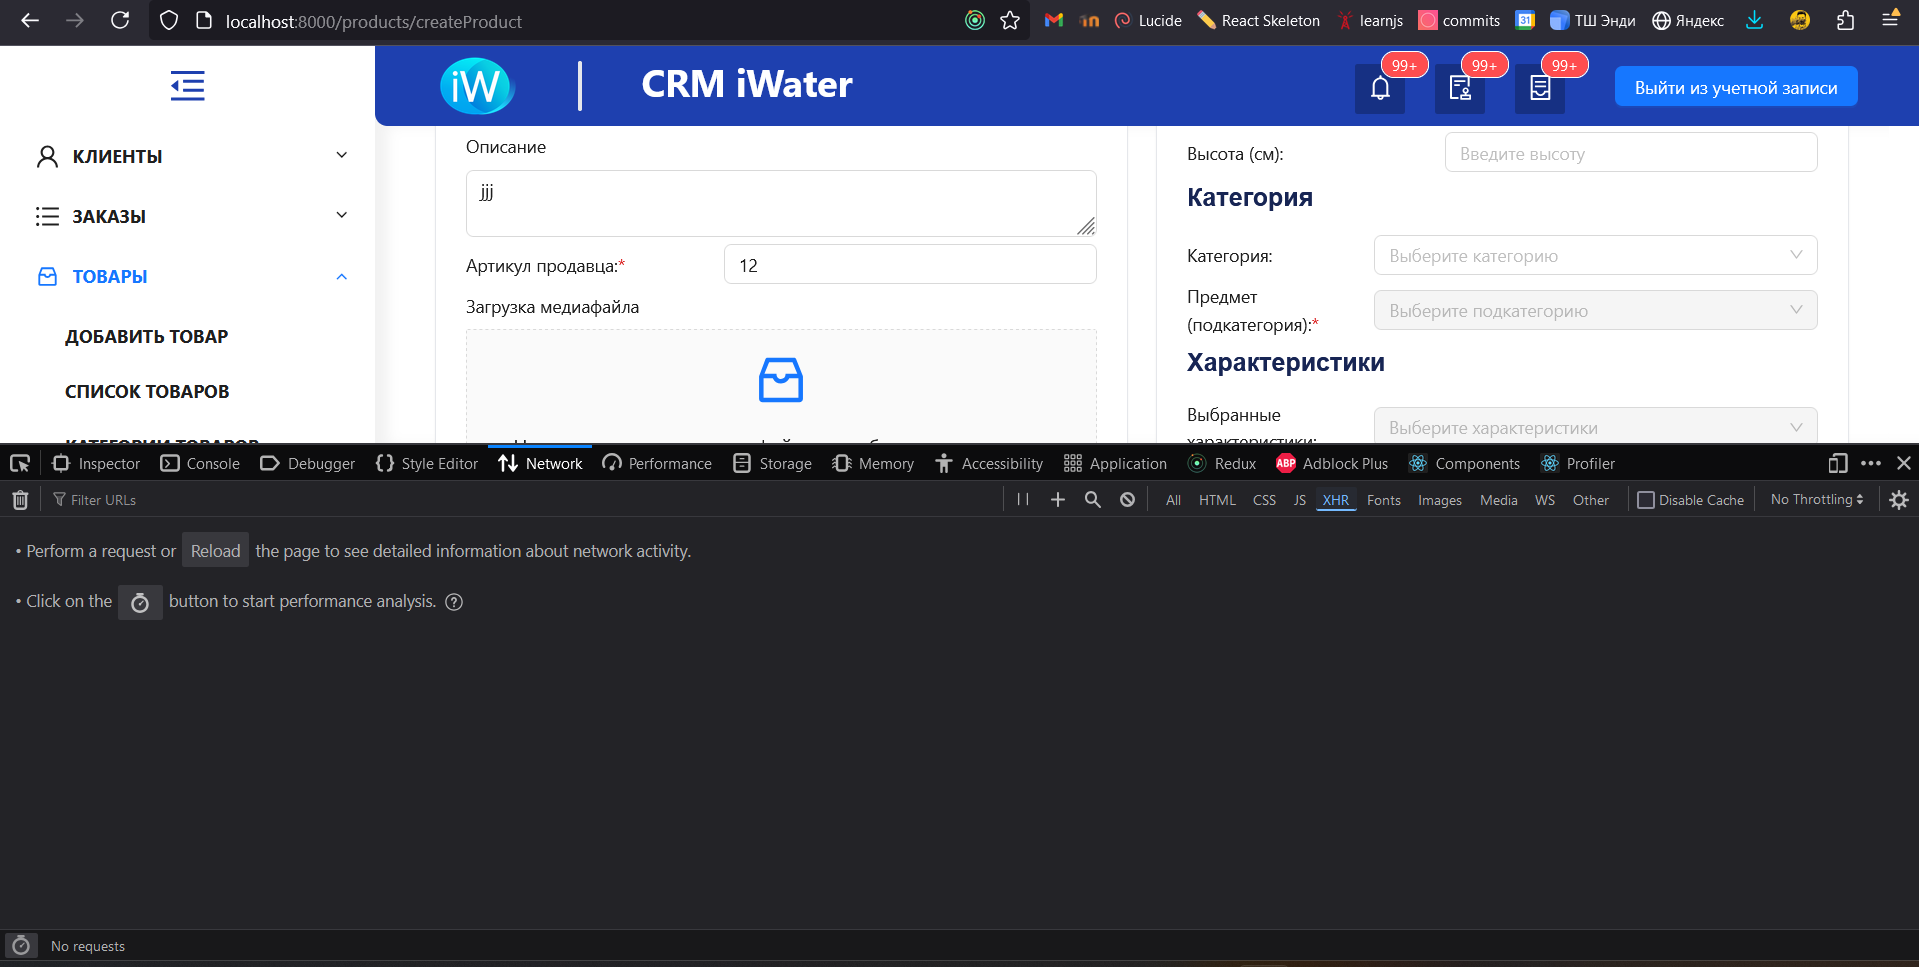 localhost:8000/products/createProduct
Lucide
React Skeleton
learnjs
commits
31
ТШ Энди
Яндекс
iW
CRM iWater
99+
99+
99+
Выйти из учетной записи
КЛИЕНТЫ
ЗАКАЗЫ
ТОВАРЫ
ДОБАВИТЬ ТОВАР
СПИСОК ТОВАРОВ
КАТЕГОРИИ ТОВАРОВ
Описание
jjj
Артикул продавца:*
12
Загрузка медиафайла
Высота (см):
Введите высоту
Категория
Категория:
Выберите категорию
Предмет
(подкатегория):*
Выберите подкатегорию
Характеристики
Выбранные
характеристики:
Выберите характеристики
Inspector
Console
Debugger
Style Editor
Network
Performance
Storage
Memory
Accessibility
Application
Redux
ABP
Adblock Plus
Components
Profiler
Filter URLs
All
HTML
CSS
JS
XHR
Fonts
Images
Media
WS
Other
Disable Cache
No Throttling
• Perform a request or Reload the page to see detailed information about network activity.
• Click on the button to start performance analysis.
No requests